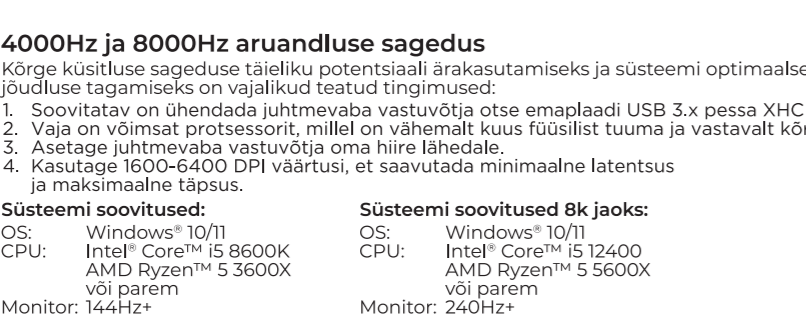 4000Hz ja 8000Hz aruandluse sagedus
Kõrge küsitluse sageduse täieliku potentsiaali ärakasutamiseks ja süsteemi
jõudluse tagamiseks on vajalikud teatud tingimused:
1. Soovitatav on ühendada juhtmevaba vastuvõtja otse emaplaadi USB 3.x pessa XHC
2. Vaja on võimsat protsessorit, millel on vähemalt kuus füüsilist tuuma ja vastavalt
3. Asetage juhtmevaba vastuvõtja oma hiire lähedale.
4. Kasutage 1600-6400 DPI väärtusi, et saavutada minimaalne latentsus
ja maksimaalne täpsus.
Süsteemi soovitused: Süsteemi soovitused 8k jaoks:
OS: Windows® 10/11 OS: Windows® 10/11
CPU: Intel® Core™ i5 8600K CPU: Intel® Core™ i5 12400
AMD Ryzen™ 5 3600X AMD Ryzen™ 5 5600X
või parem või parem
Monitor: 144Hz+ Monitor: 240Hz+